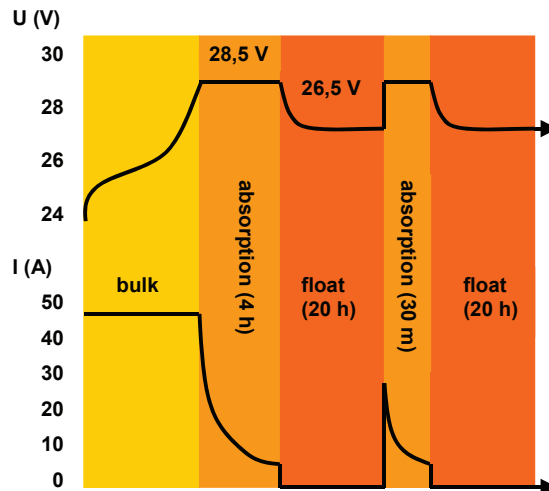 U (V)
30
28,5 V
28
26,5 V
26
24
absorption (4 h)
absorption (30 m)
I (A)
bulk
float
(20 h)
float
(20 h)
50
40
30
20
10
0